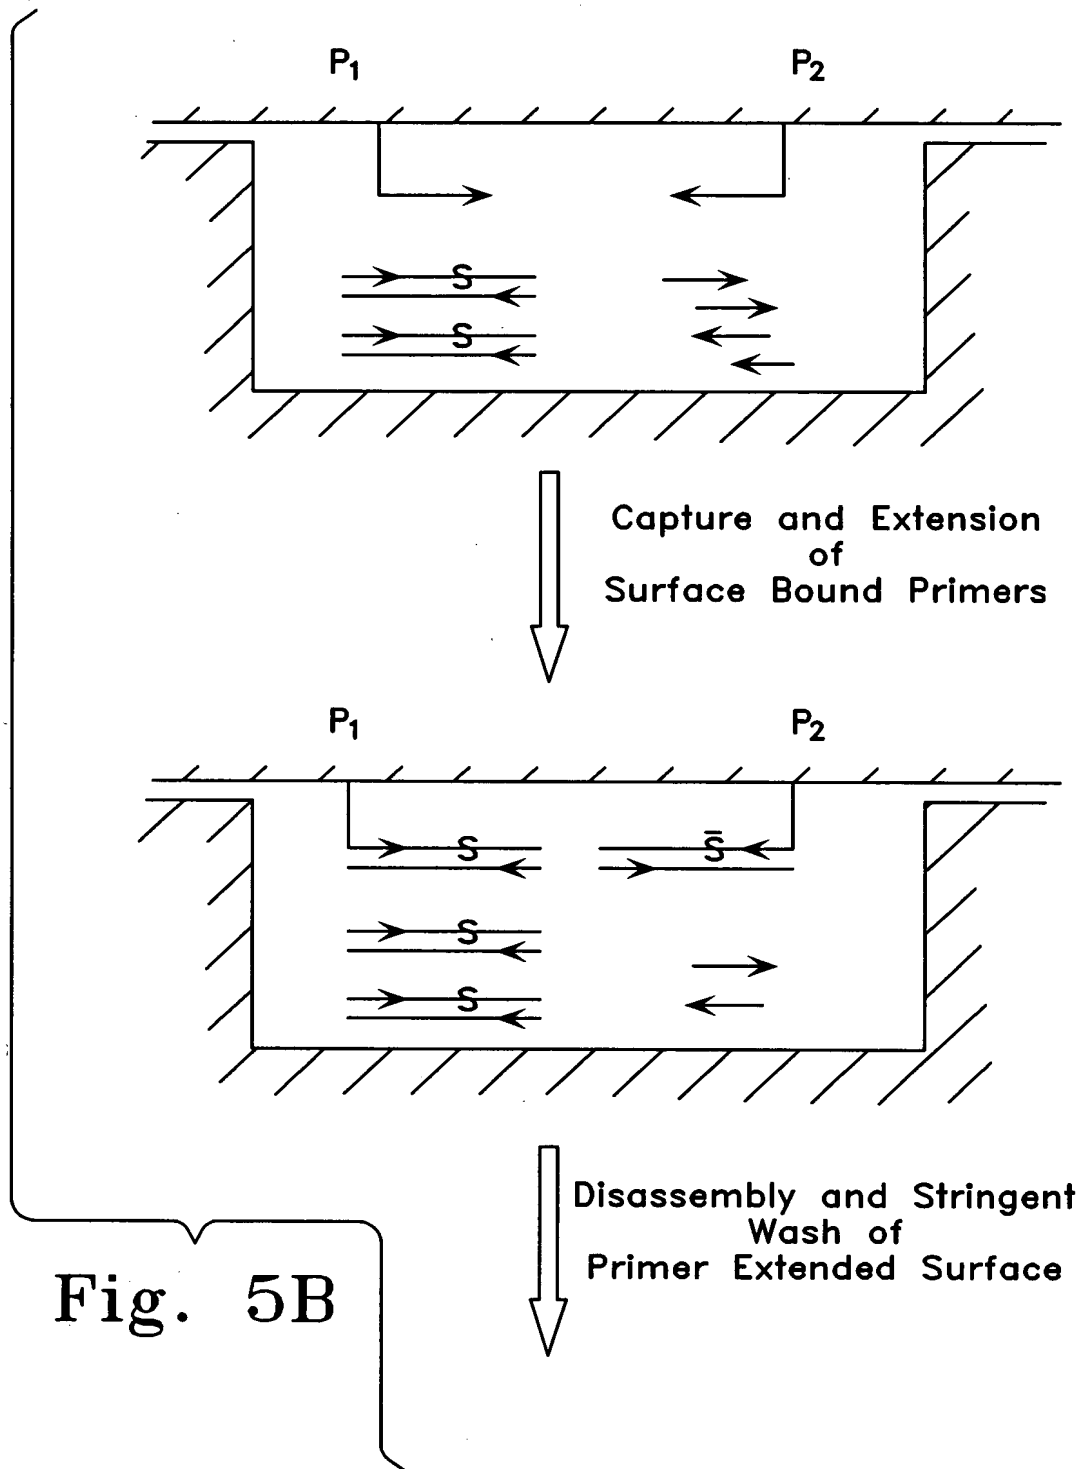 P₁ P₂
S
S
Capture and Extension
of
Surface Bound Primers
P₁ P₂
S S̄
S
S
Disassembly and Stringent
Wash of
Primer Extended Surface
Fig. 5B